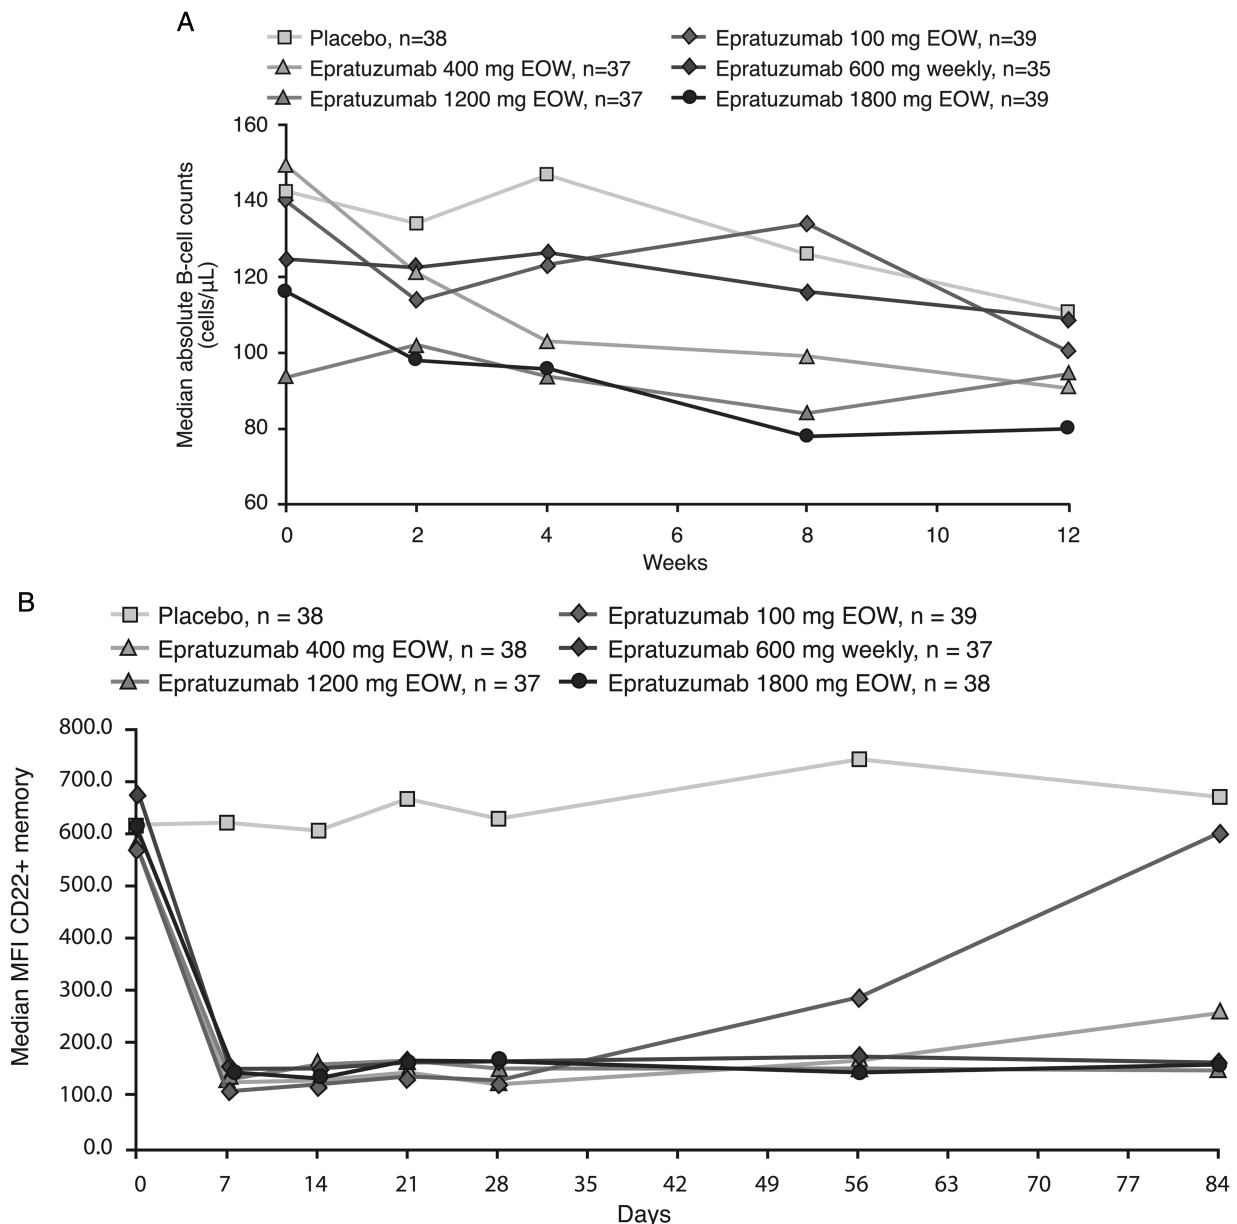 A
Placebo, n=38
Epratuzumab 100 mg EOW, n=39
Epratuzumab 400 mg EOW, n=37
Epratuzumab 600 mg weekly, n=35
Epratuzumab 1200 mg EOW, n=37
Epratuzumab 1800 mg EOW, n=39
Median absolute B-cell counts
(cells/µL)
160
140
120
100
80
60
0 2 4 6 8 10 12
Weeks
B
Placebo, n = 38
Epratuzumab 100 mg EOW, n = 39
Epratuzumab 400 mg EOW, n = 38
Epratuzumab 600 mg weekly, n = 37
Epratuzumab 1200 mg EOW, n = 37
Epratuzumab 1800 mg EOW, n = 38
Median MFI CD22+ memory
800.0
700.0
600.0
500.0
400.0
300.0
200.0
100.0
0.0
0 7 14 21 28 35 42 49 56 63 70 77 84
Days